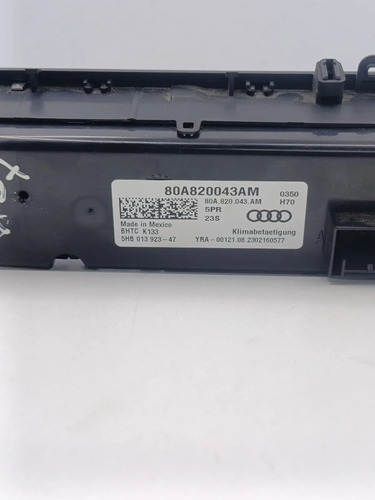 80A820043AM 0350
80A.820.043.AM H70
5PR
23S
Made in Mexico
BHTC K133 Klimabetaetigung
5HB 013 923-47 YRA-00121.08.2302160577